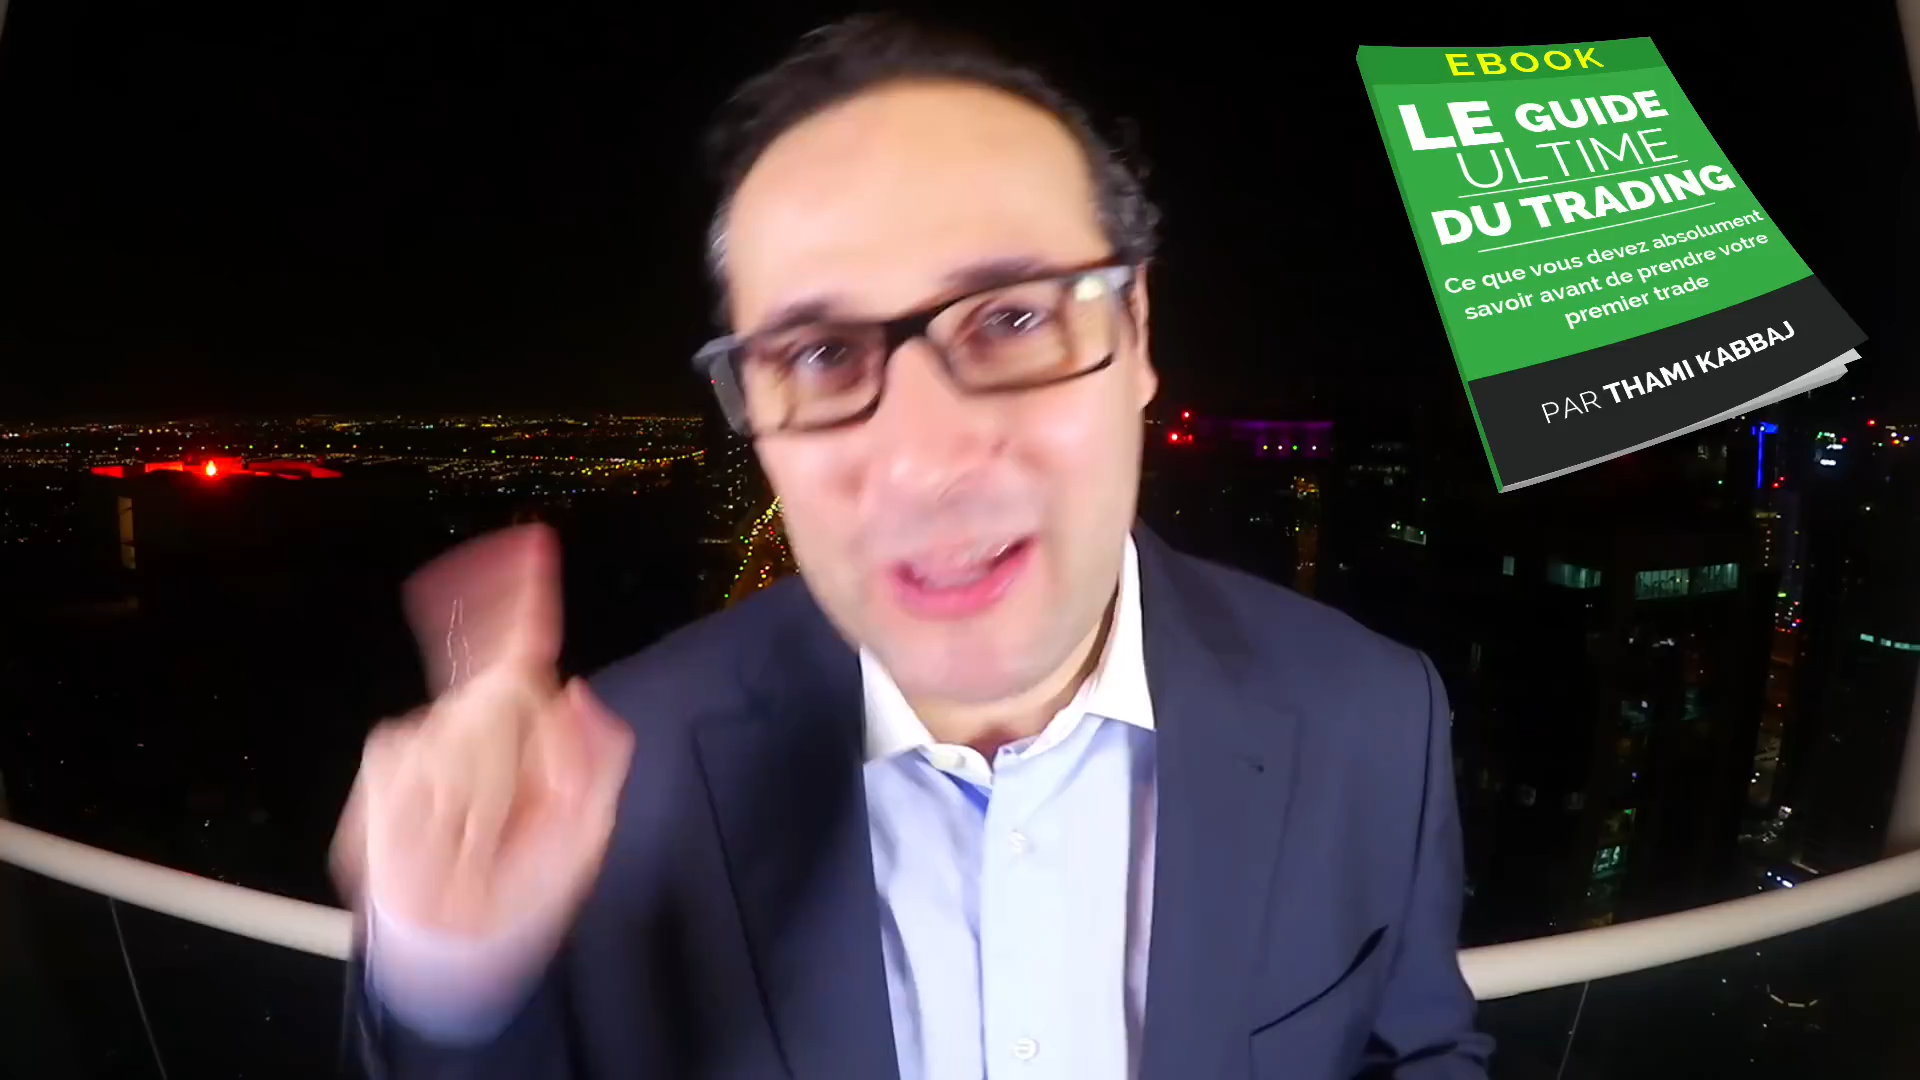 EBOOK
LE GUIDE
ULTIME
DU TRADING
Ce que vous devez absolument
savoir avant de prendre votre
premier trade
PAR THAMI KABBAJ